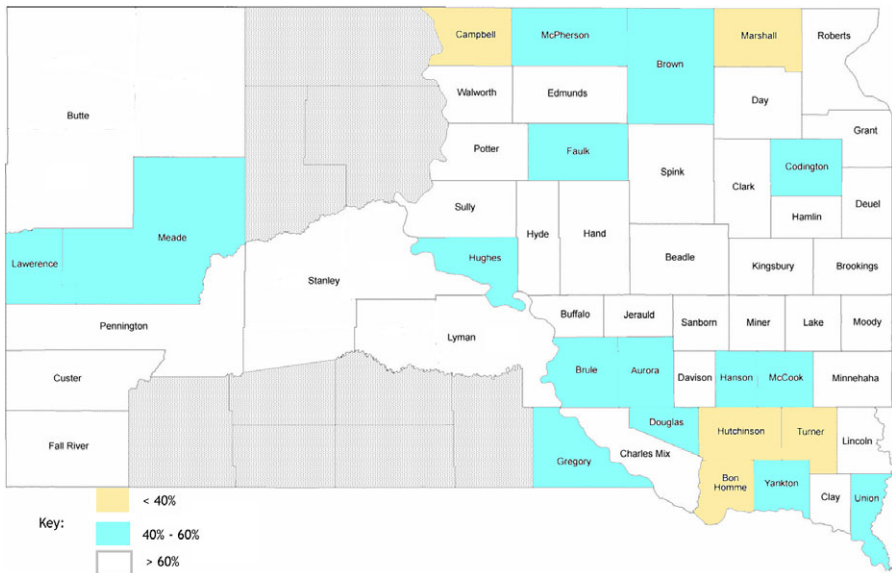 Campbell
McPherson
Brown
Marshall
Roberts
Butte
Walworth
Edmunds
Day
Grant
Potter
Faulk
Spink
Codington
Clark
Deuel
Sully
Hyde
Hand
Hamlin
Meade
Lawerence
Hughes
Beadle
Kingsbury
Brookings
Stanley
Pennington
Lyman
Buffalo
Jerauld
Sanborn
Miner
Lake
Moody
Custer
Brule
Aurora
Davison
Hanson
McCook
Minnehaha
Fall River
Gregory
Douglas
Charles Mix
Hutchinson
Turner
Lincoln
Bon
Homme
Yankton
Clay
Union
Key:
< 40%
40% - 60%
> 60%